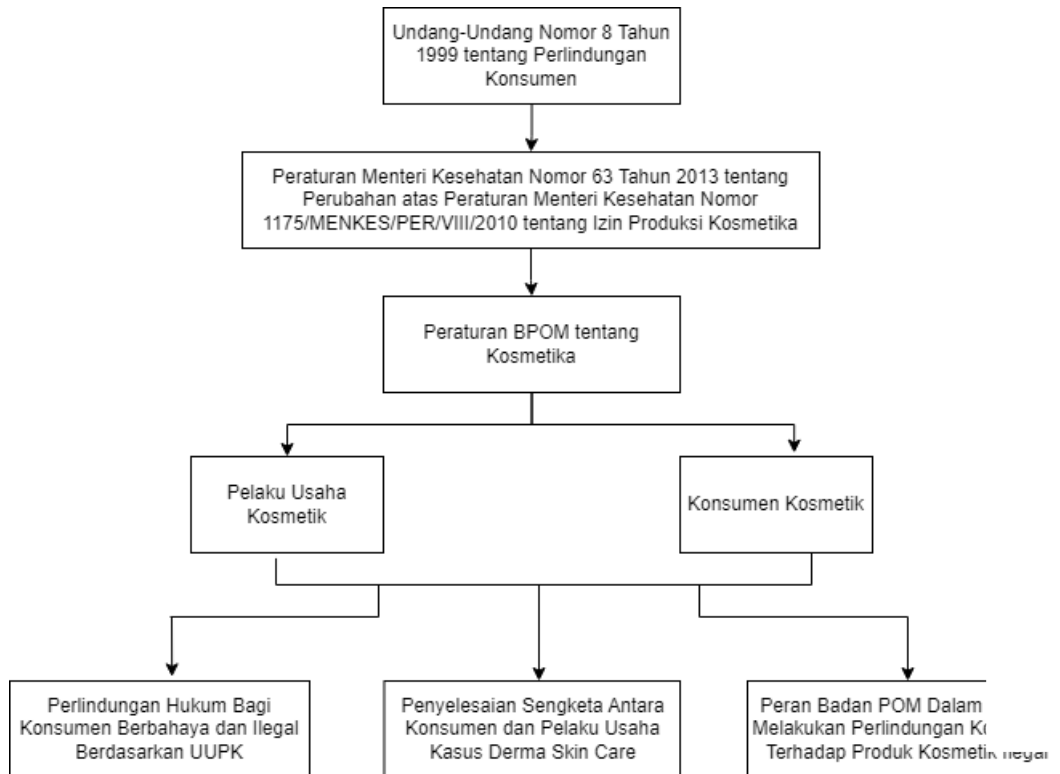 Undang-Undang Nomor 8 Tahun
1999 tentang Perlindungan
Konsumen
Peraturan Menteri Kesehatan Nomor 63 Tahun 2013 tentang
Perubahan atas Peraturan Menteri Kesehatan Nomor
1175/MENKES/PER/VIII/2010 tentang Izin Produksi Kosmetika
Peraturan BPOM tentang
Kosmetika
Pelaku Usaha
Kosmetik
Konsumen Kosmetik
Perlindungan Hukum Bagi
Konsumen Berbahaya dan Ilegal
Berdasarkan UUPK
Penyelesaian Sengketa Antara
Konsumen dan Pelaku Usaha
Kasus Derma Skin Care
Peran Badan POM Dalam
Melakukan Perlindungan
Terhadap Produk Kosmetik